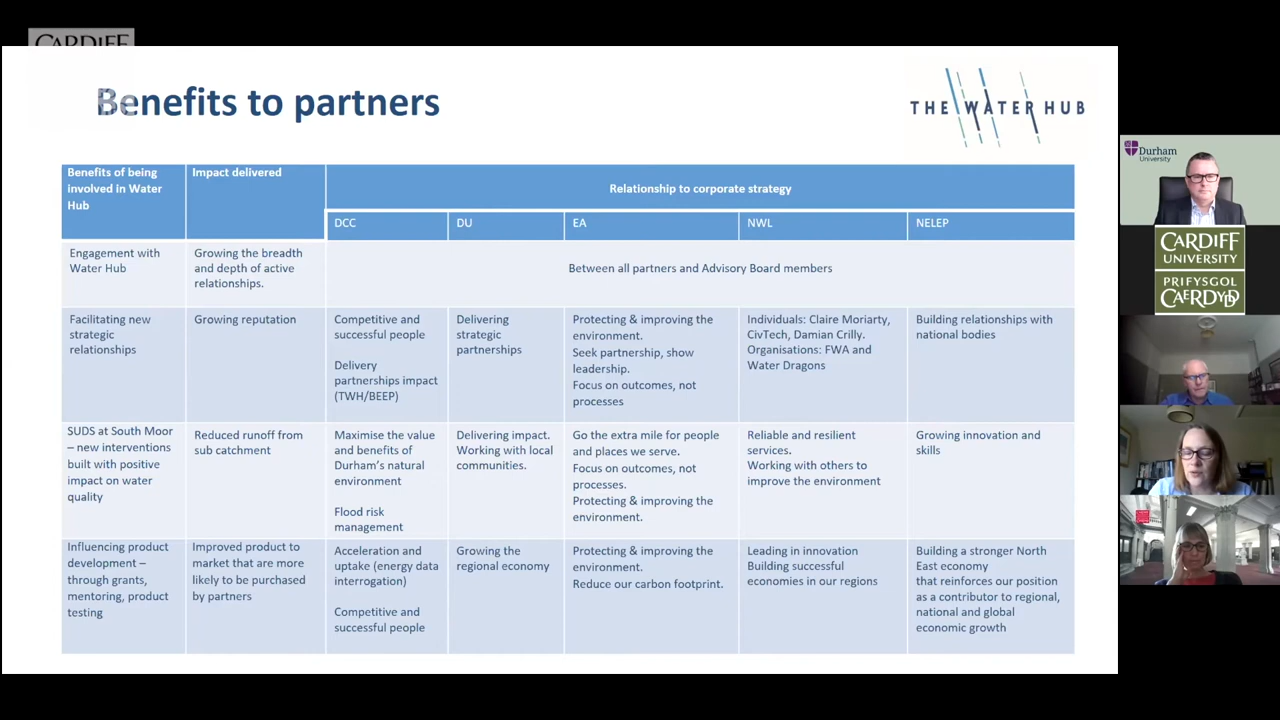 CARDIFF
Benefits to partners
THE WATER HUB
Benefits of being
involved in Water
Hub
Impact delivered
Relationship to corporate strategy
DCC
DU
EA
NWL
NELEP
Engagement with
Water Hub
Growing the breadth
and depth of active
relationships.
Between all partners and Advisory Board members
Facilitating new
strategic
relationships
Growing reputation
Competitive and
successful people
Delivery
partnerships impact
(TWH/BEEP)
Delivering
strategic
partnerships
Protecting & improving the
environment.
Seek partnership, show
leadership.
Focus on outcomes, not
processes
Individuals: Claire Moriarty,
CivTech, Damian Crilly.
Organisations: FWA and
Water Dragons
Building relationships with
national bodies
SUDS at South Moor
– new interventions
built with positive
impact on water
quality
Reduced runoff from
sub catchment
Maximise the value
and benefits of
Durham's natural
environment
Flood risk
management
Delivering impact.
Working with local
communities.
Go the extra mile for people
and places we serve.
Focus on outcomes, not
processes.
Protecting & improving the
environment.
Reliable and resilient
services.
Working with others to
improve the environment
Growing innovation and
skills
Influencing product
development –
through grants,
mentoring, product
testing
Improved product to
market that are more
likely to be purchased
by partners
Acceleration and
uptake (energy data
interrogation)
Competitive and
successful people
Growing the
regional economy
Protecting & improving the
environment.
Reduce our carbon footprint.
Leading in innovation
Building successful
economies in our regions
Building a stronger North
East economy
that reinforces our position
as a contributor to regional,
national and global
economic growth
Durham
University
CARDIFF
UNIVERSITY
PRIFYSGOL
CAERDYDD